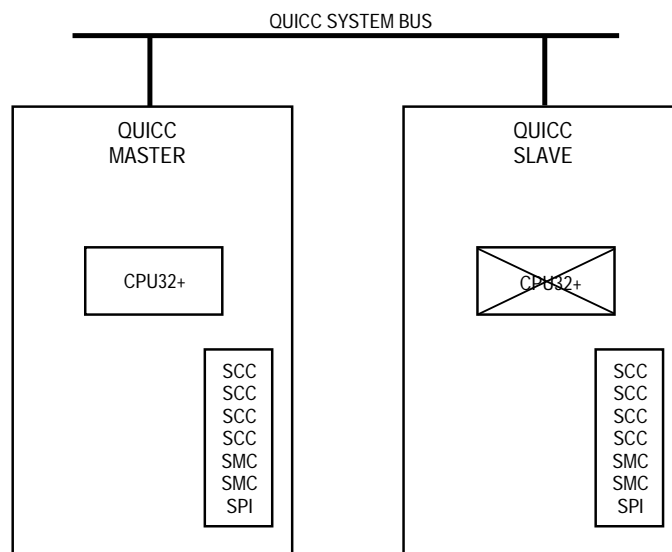 QUICC SYSTEM BUS
QUICC
MASTER
CPU32+
SCC
SCC
SCC
SCC
SMC
SMC
SPI
QUICC
SLAVE
CPU32+
SCC
SCC
SCC
SCC
SMC
SMC
SPI